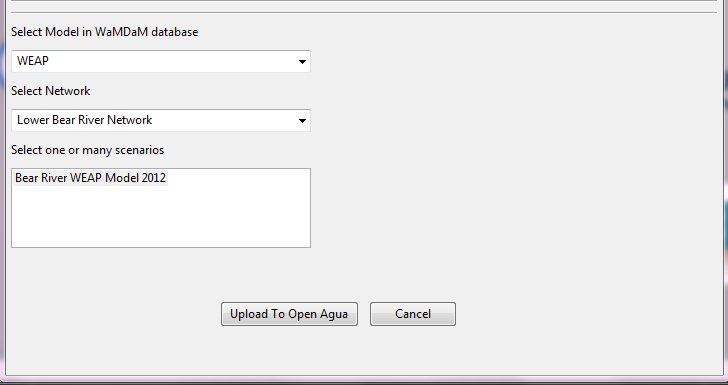 Select Model in WaMDaM database
WEAP
Select Network
Lower Bear River Network
Select one or many scenarios
Bear River WEAP Model 2012
Upload To Open Agua
Cancel